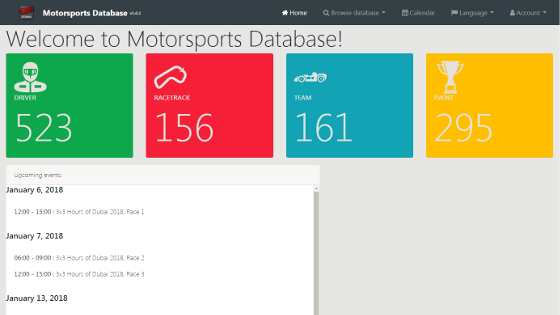 Motorsports Database
Home Browse database Calendar Language Account
Welcome to Motorsports Database!
DRIVER
523
RACETRACK
156
TEAM
161
EVENT
295
Upcoming events
January 6, 2018
12:00 - 15:00 : 3x3 Hours of Dubai 2018, Race 1
January 7, 2018
06:00 - 09:00 : 3x3 Hours of Dubai 2018, Race 2
12:00 - 15:00 : 3x3 Hours of Dubai 2018, Race 3
January 13, 2018